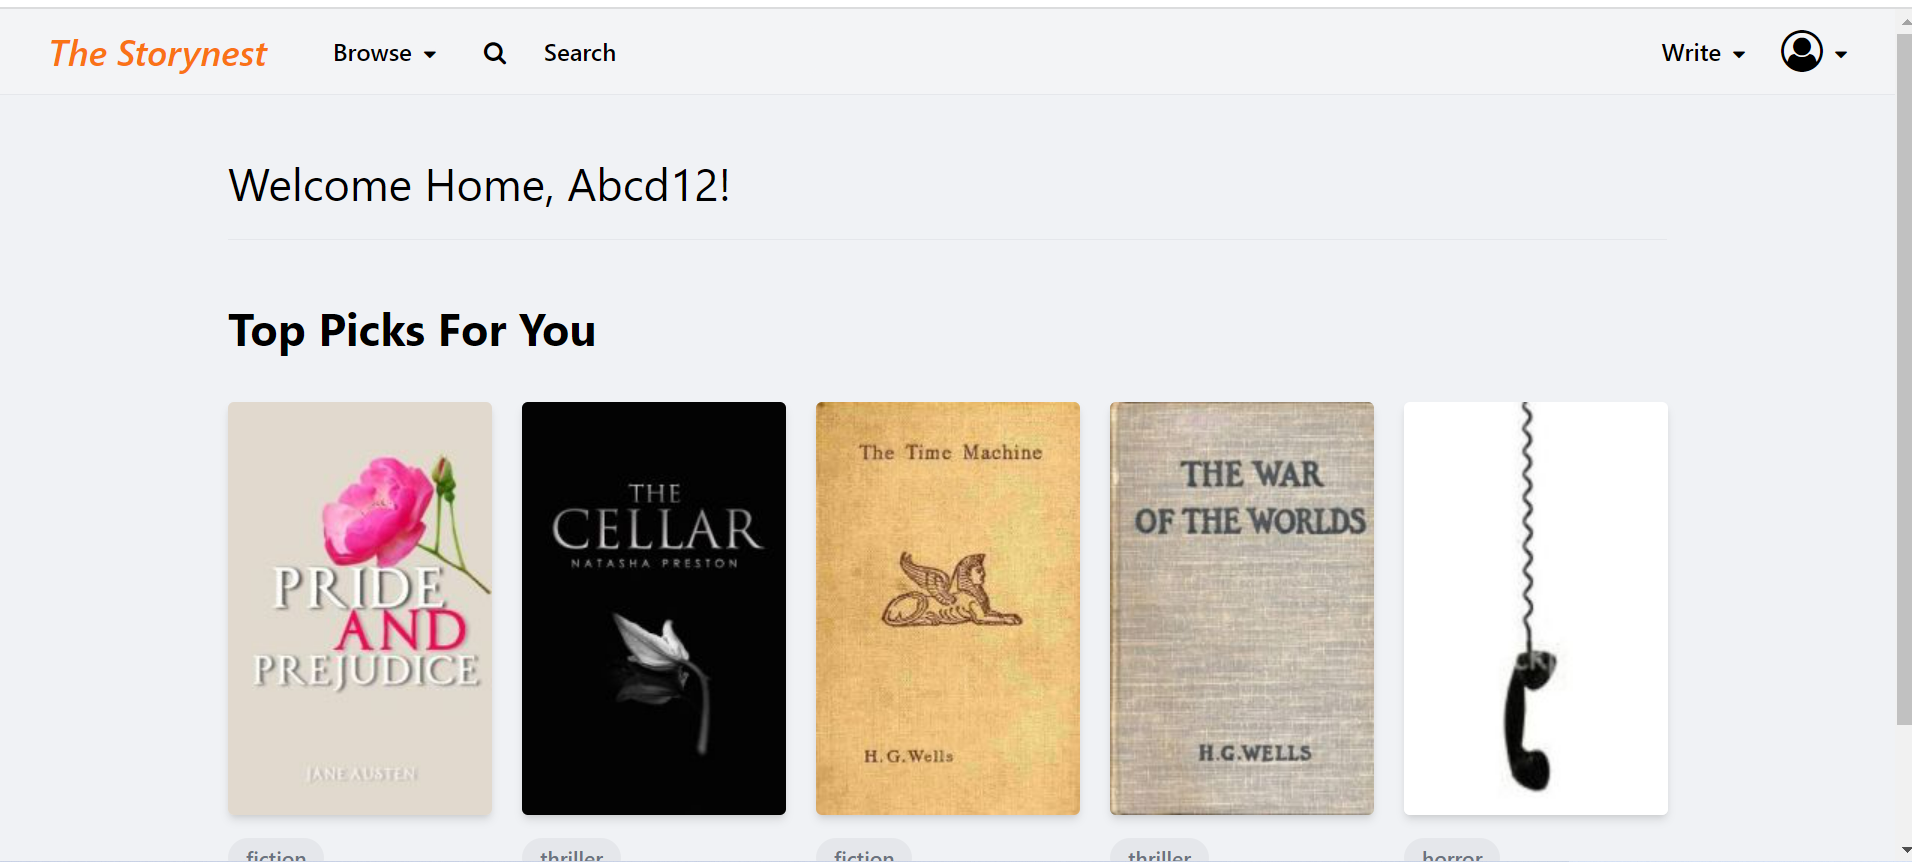 The Storynest Browse Search Write
Welcome Home, Abcd12!
Top Picks For You
PRIDE
AND
PREJUDICE
JANE AUSTEN
THE
CELLAR
NATASHA PRESTON
The Time Machine
H.G.Wells
THE WAR
OF THE WORLDS
H.G.WELLS
fiction
thriller
fiction
thriller
horror